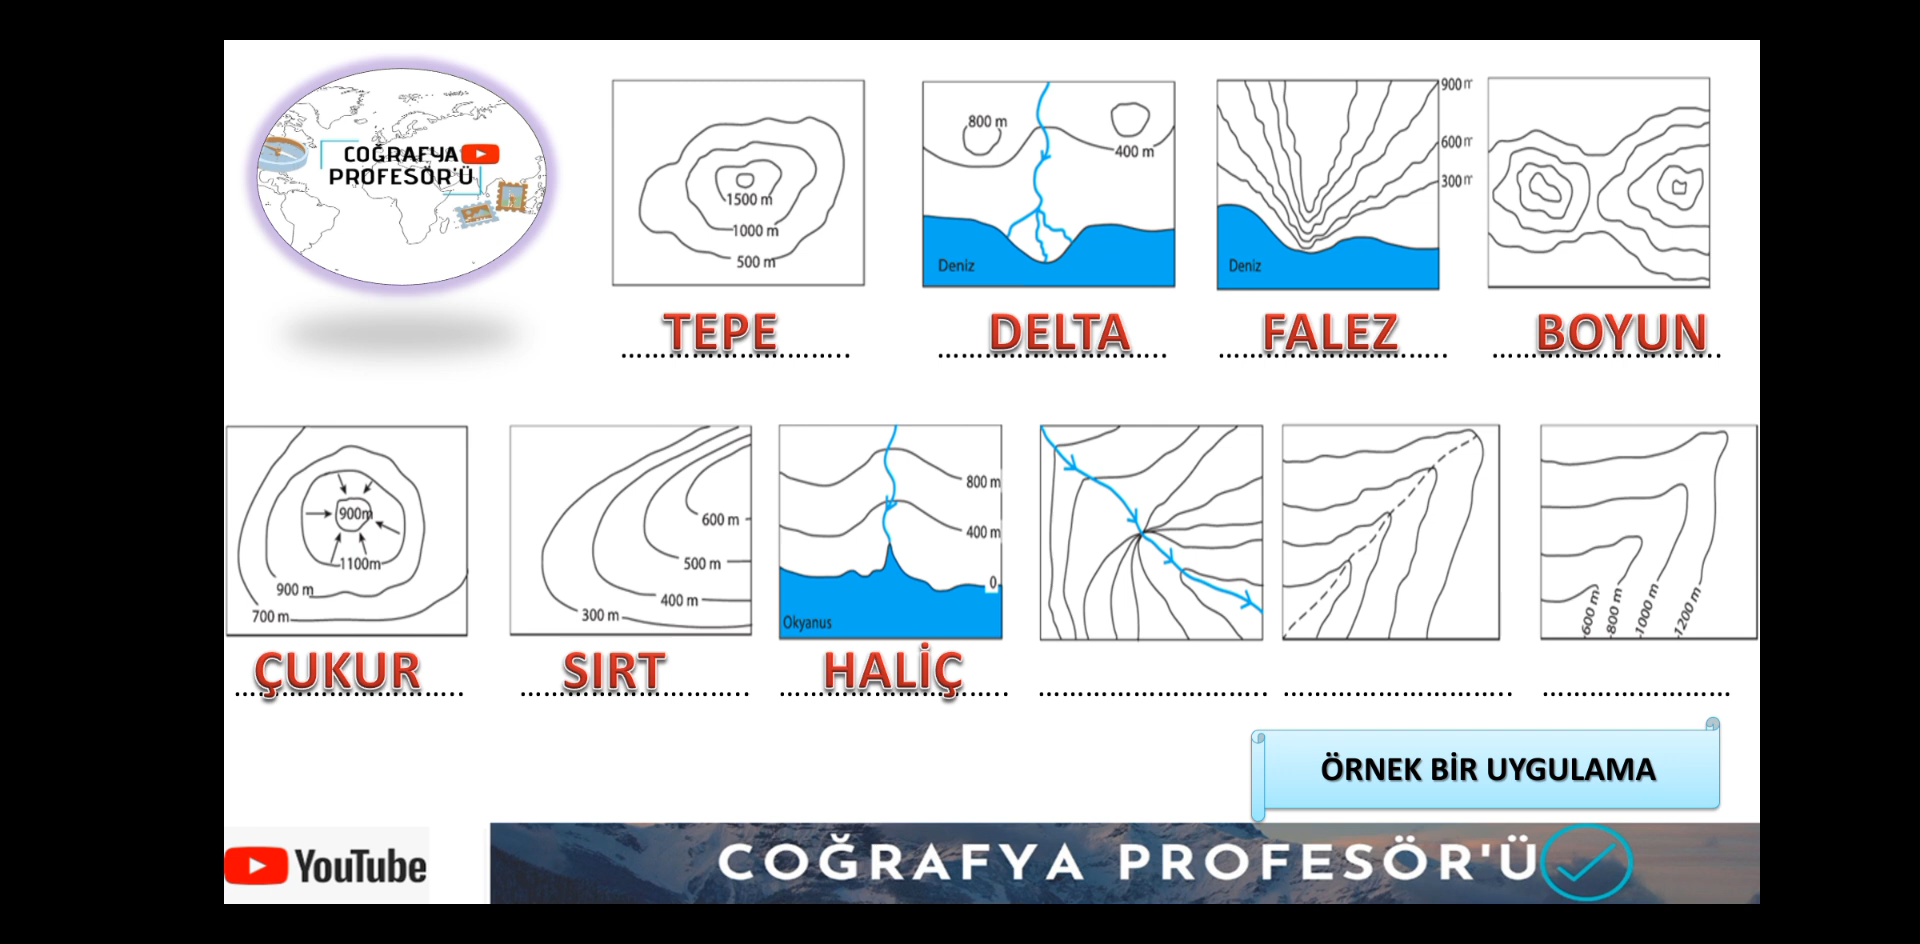 COĞRAFYA
PROFESÖR'Ü
1500 m
1000 m
500 m
800 m
400 m
Deniz
900 m
600 m
300 m
Deniz
TEPE
DELTA
FALEZ
BOYUN
900m
1100m
900 m
700 m
600 m
500 m
400 m
300 m
800 m
400 m
0
Okyanus
600 m
800 m
1000 m
1200 m
ÇUKUR
SIRT
HALİÇ
ÖRNEK BİR UYGULAMA
YouTube
COĞRAFYA PROFESÖR'Ü